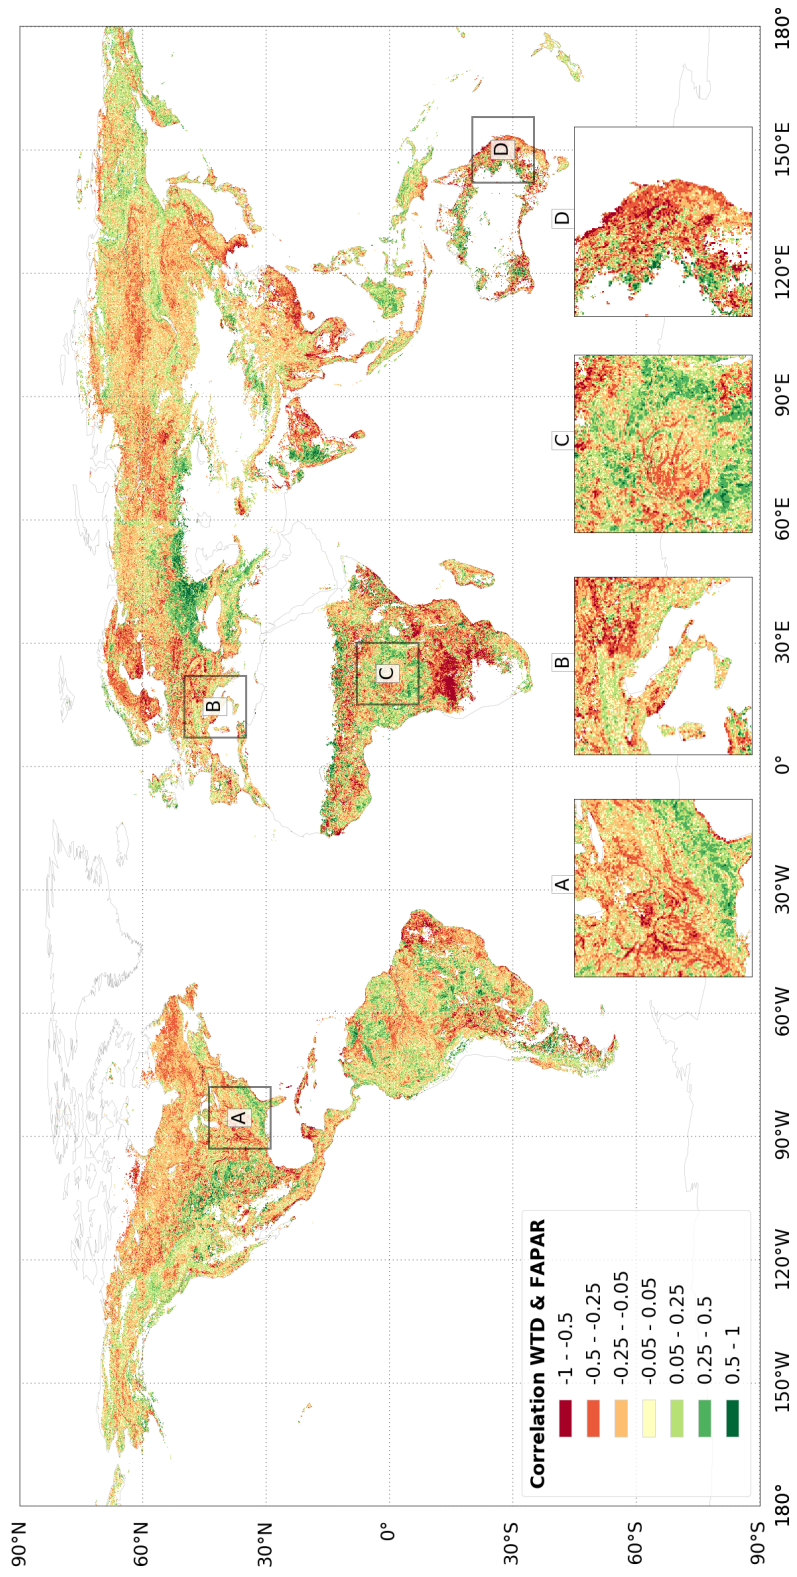 90°N
60°N
30°N
0°
30°S
60°S
90°S
180°
150°W
120°W
90°W
60°W
30°W
0°
30°E
60°E
90°E
120°E
150°E
180°
A
B
C
D
A
B
C
D
Correlation WTD & FAPAR
-1 - -0.5
-0.5 - -0.25
-0.25 - -0.05
-0.05 - 0.05
0.05 - 0.25
0.25 - 0.5
0.5 - 1